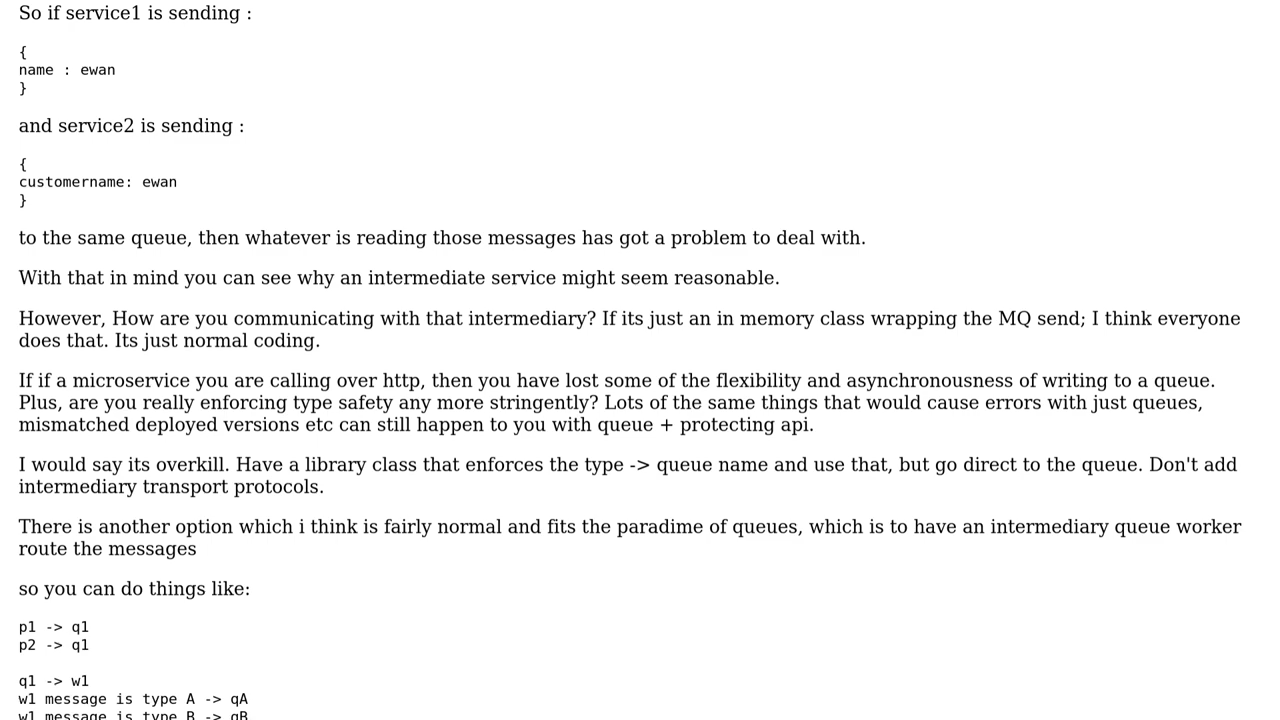 So if service1 is sending :
{
name : ewan
}
and service2 is sending :
{
customername: ewan
}
to the same queue, then whatever is reading those messages has got a problem to deal with.
With that in mind you can see why an intermediate service might seem reasonable.
However, How are you communicating with that intermediary? If its just an in memory class wrapping the MQ send; I think everyone
does that. Its just normal coding.
If if a microservice you are calling over http, then you have lost some of the flexibility and asynchronousness of writing to a queue.
Plus, are you really enforcing type safety any more stringently? Lots of the same things that would cause errors with just queues,
mismatched deployed versions etc can still happen to you with queue + protecting api.
I would say its overkill. Have a library class that enforces the type -> queue name and use that, but go direct to the queue. Don't add
intermediary transport protocols.
There is another option which i think is fairly normal and fits the paradime of queues, which is to have an intermediary queue worker
route the messages
so you can do things like:
p1 -> q1
p2 -> q1
q1 -> w1
w1 message is type A -> qA
w1 message is type B -> qB